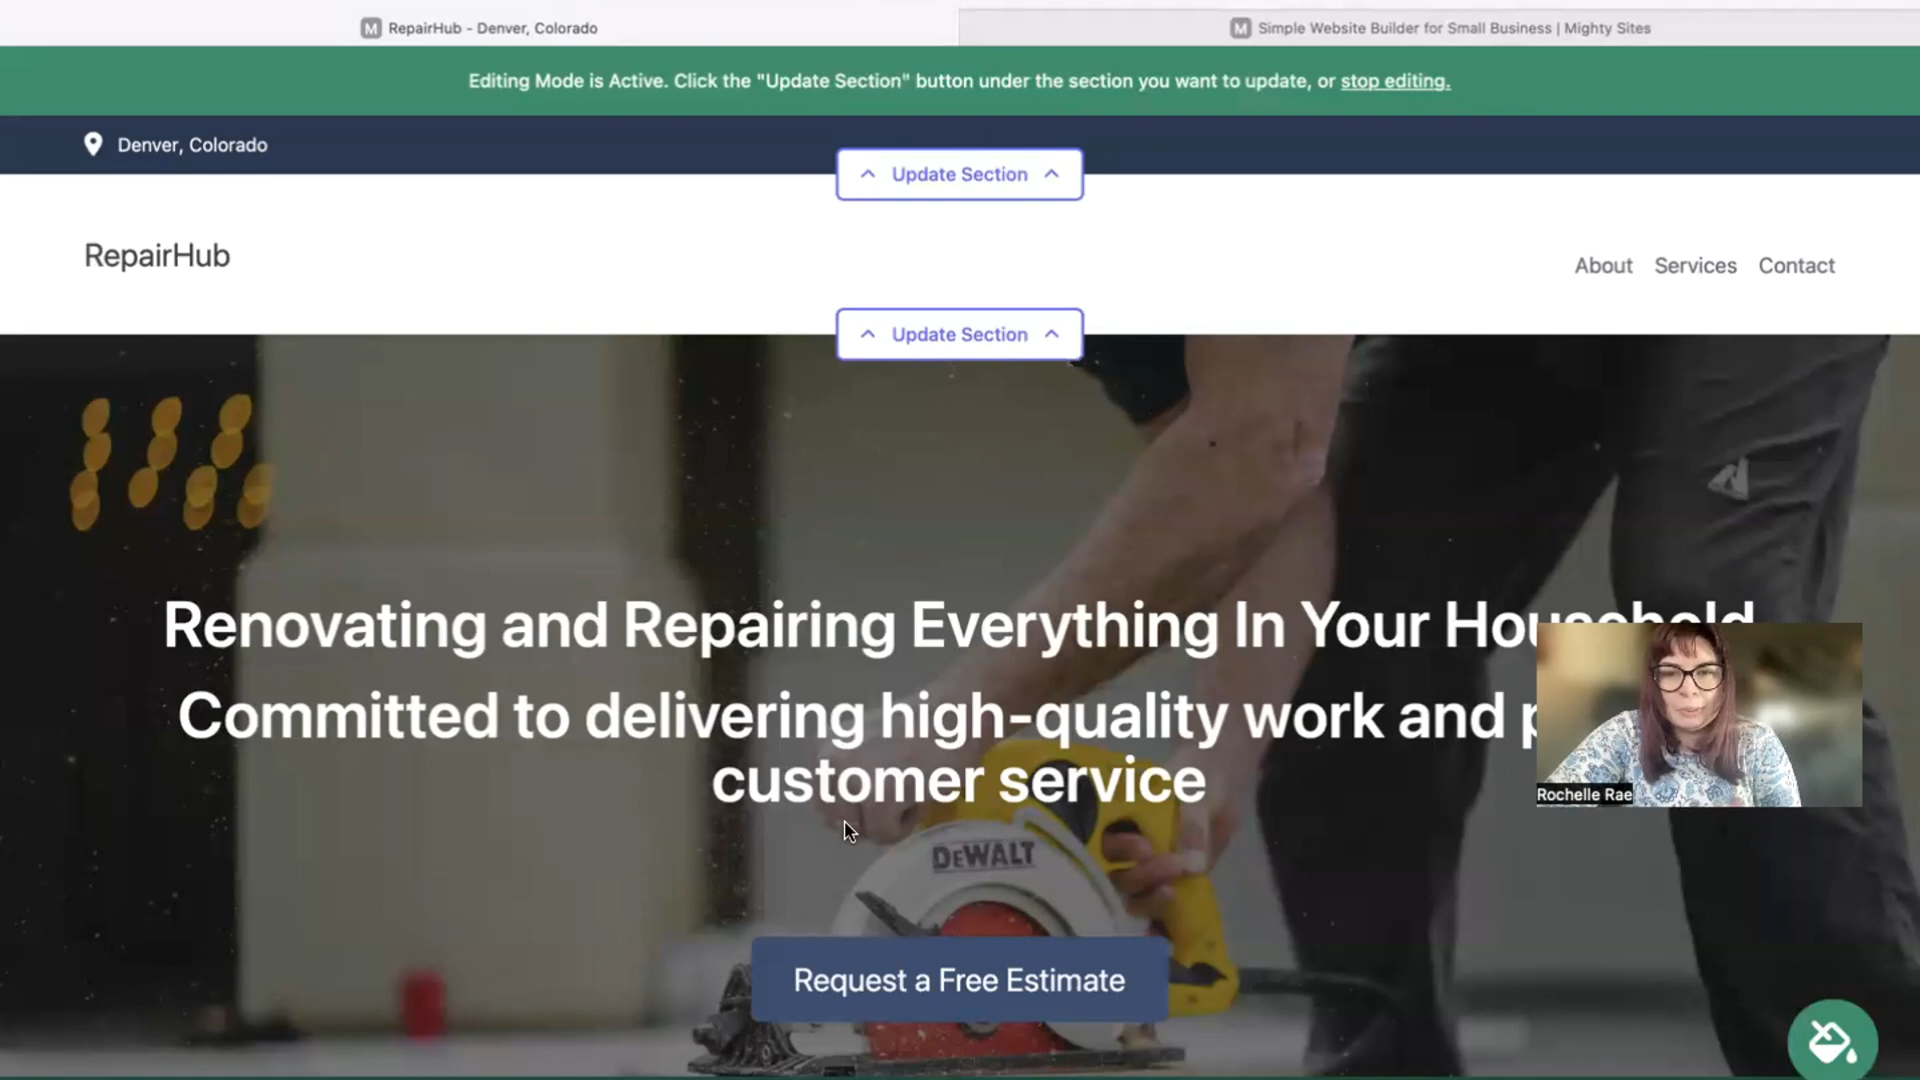 M RepairHub - Denver, Colorado
M Simple Website Builder for Small Business | Mighty Sites
Editing Mode is Active. Click the "Update Section" button under the section you want to update, or stop editing.
Denver, Colorado
Update Section
RepairHub
About Services Contact
Update Section
Renovating and Repairing Everything In Your Household
Committed to delivering high-quality work and
customer service
Rochelle Rae
DEWALT
Request a Free Estimate